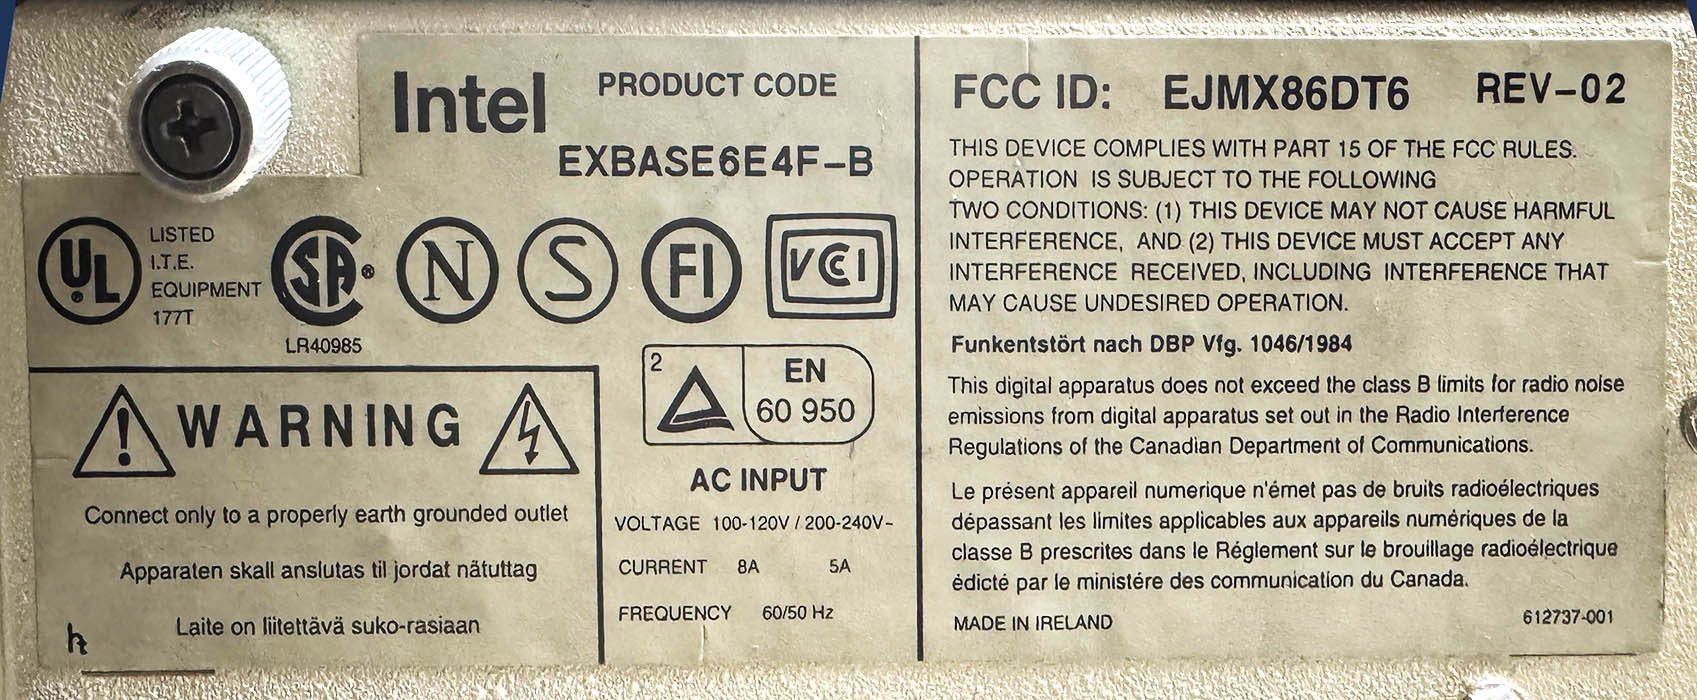 Intel
PRODUCT CODE
EXBASE6E4F-B
UL
LISTED
I.T.E.
EQUIPMENT
177T
SA®
LR40985
N
S
FI
VCCI
WARNING
Connect only to a properly earth grounded outlet
Apparaten skall anslutas til jordat nätuttag
Laite on liitettävä suko-rasiaan
2
EN
60 950
AC INPUT
VOLTAGE 100-120V / 200-240V~
CURRENT 8A 5A
FREQUENCY 60/50 Hz
FCC ID: EJMX86DT6 REV-02
THIS DEVICE COMPLIES WITH PART 15 OF THE FCC RULES.
OPERATION IS SUBJECT TO THE FOLLOWING
TWO CONDITIONS: (1) THIS DEVICE MAY NOT CAUSE HARMFUL
INTERFERENCE, AND (2) THIS DEVICE MUST ACCEPT ANY
INTERFERENCE RECEIVED, INCLUDING INTERFERENCE THAT
MAY CAUSE UNDESIRED OPERATION.
Funkentstört nach DBP Vfg. 1046/1984
This digital apparatus does not exceed the class B limits for radio noise
emissions from digital apparatus set out in the Radio Interference
Regulations of the Canadian Department of Communications.
Le présent appareil numerique n'émet pas de bruits radioélectriques
dépassant les limites applicables aux appareils numériques de la
classe B prescrites dans le Réglement sur le brouillage radioélectrique
édicté par le ministére des communication du Canada.
MADE IN IRELAND
612737-001